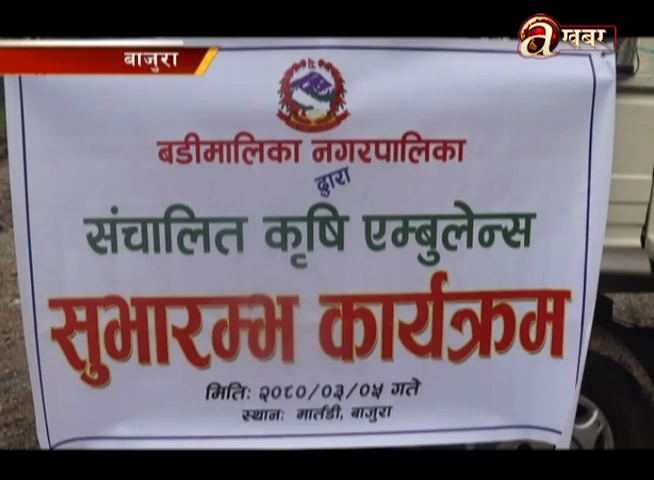 बाजुरा
a खबर
बडीमालिका नगरपालिका
द्वारा
संचालित कृषि एम्बुलेन्स
सुभारम्भ कार्यक्रम
मितिः २०८०/०३/०५ गते
स्थानः मार्तडी, बाजुरा